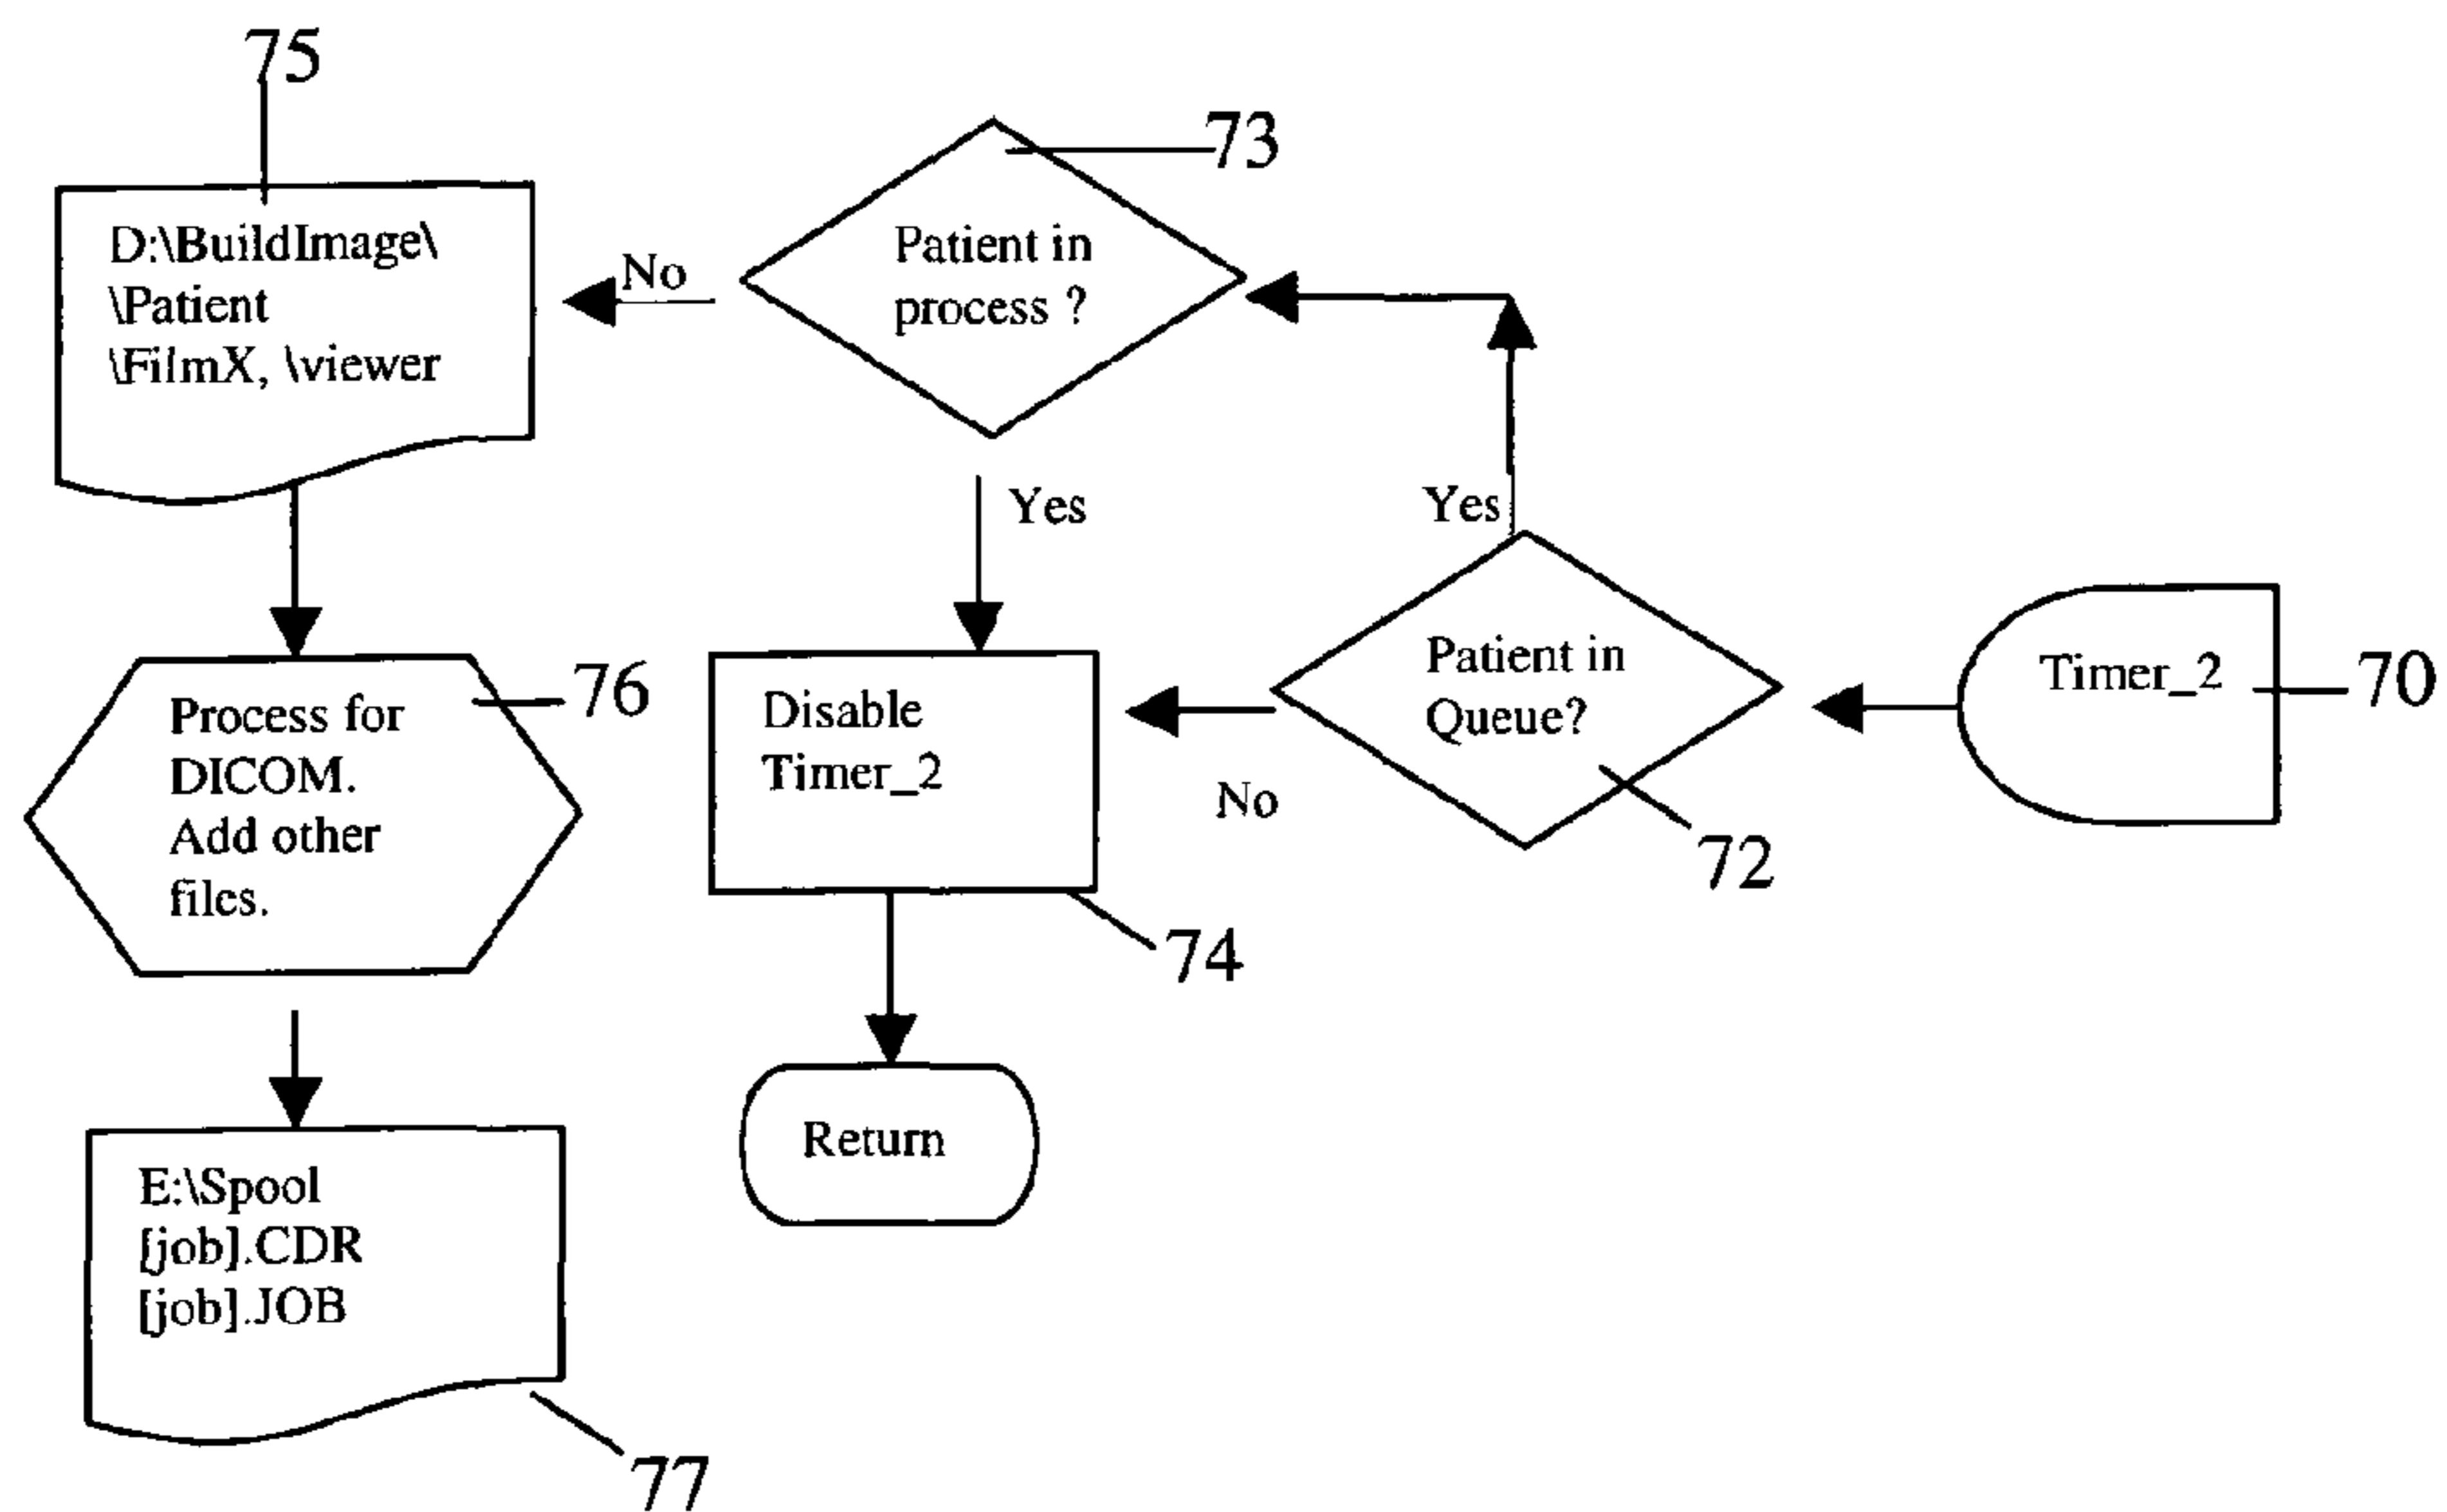 75
D:\BuildImage\
\Patient
\FilmX, \viewer
No
73
Patient in
process ?
Yes
Yes
Patient in
Queue?
72
Timer_2
70
No
Disable
Timer_2
74
Return
76
Process for
DICOM.
Add other
files.
E:\Spool
[job].CDR
[job].JOB
77